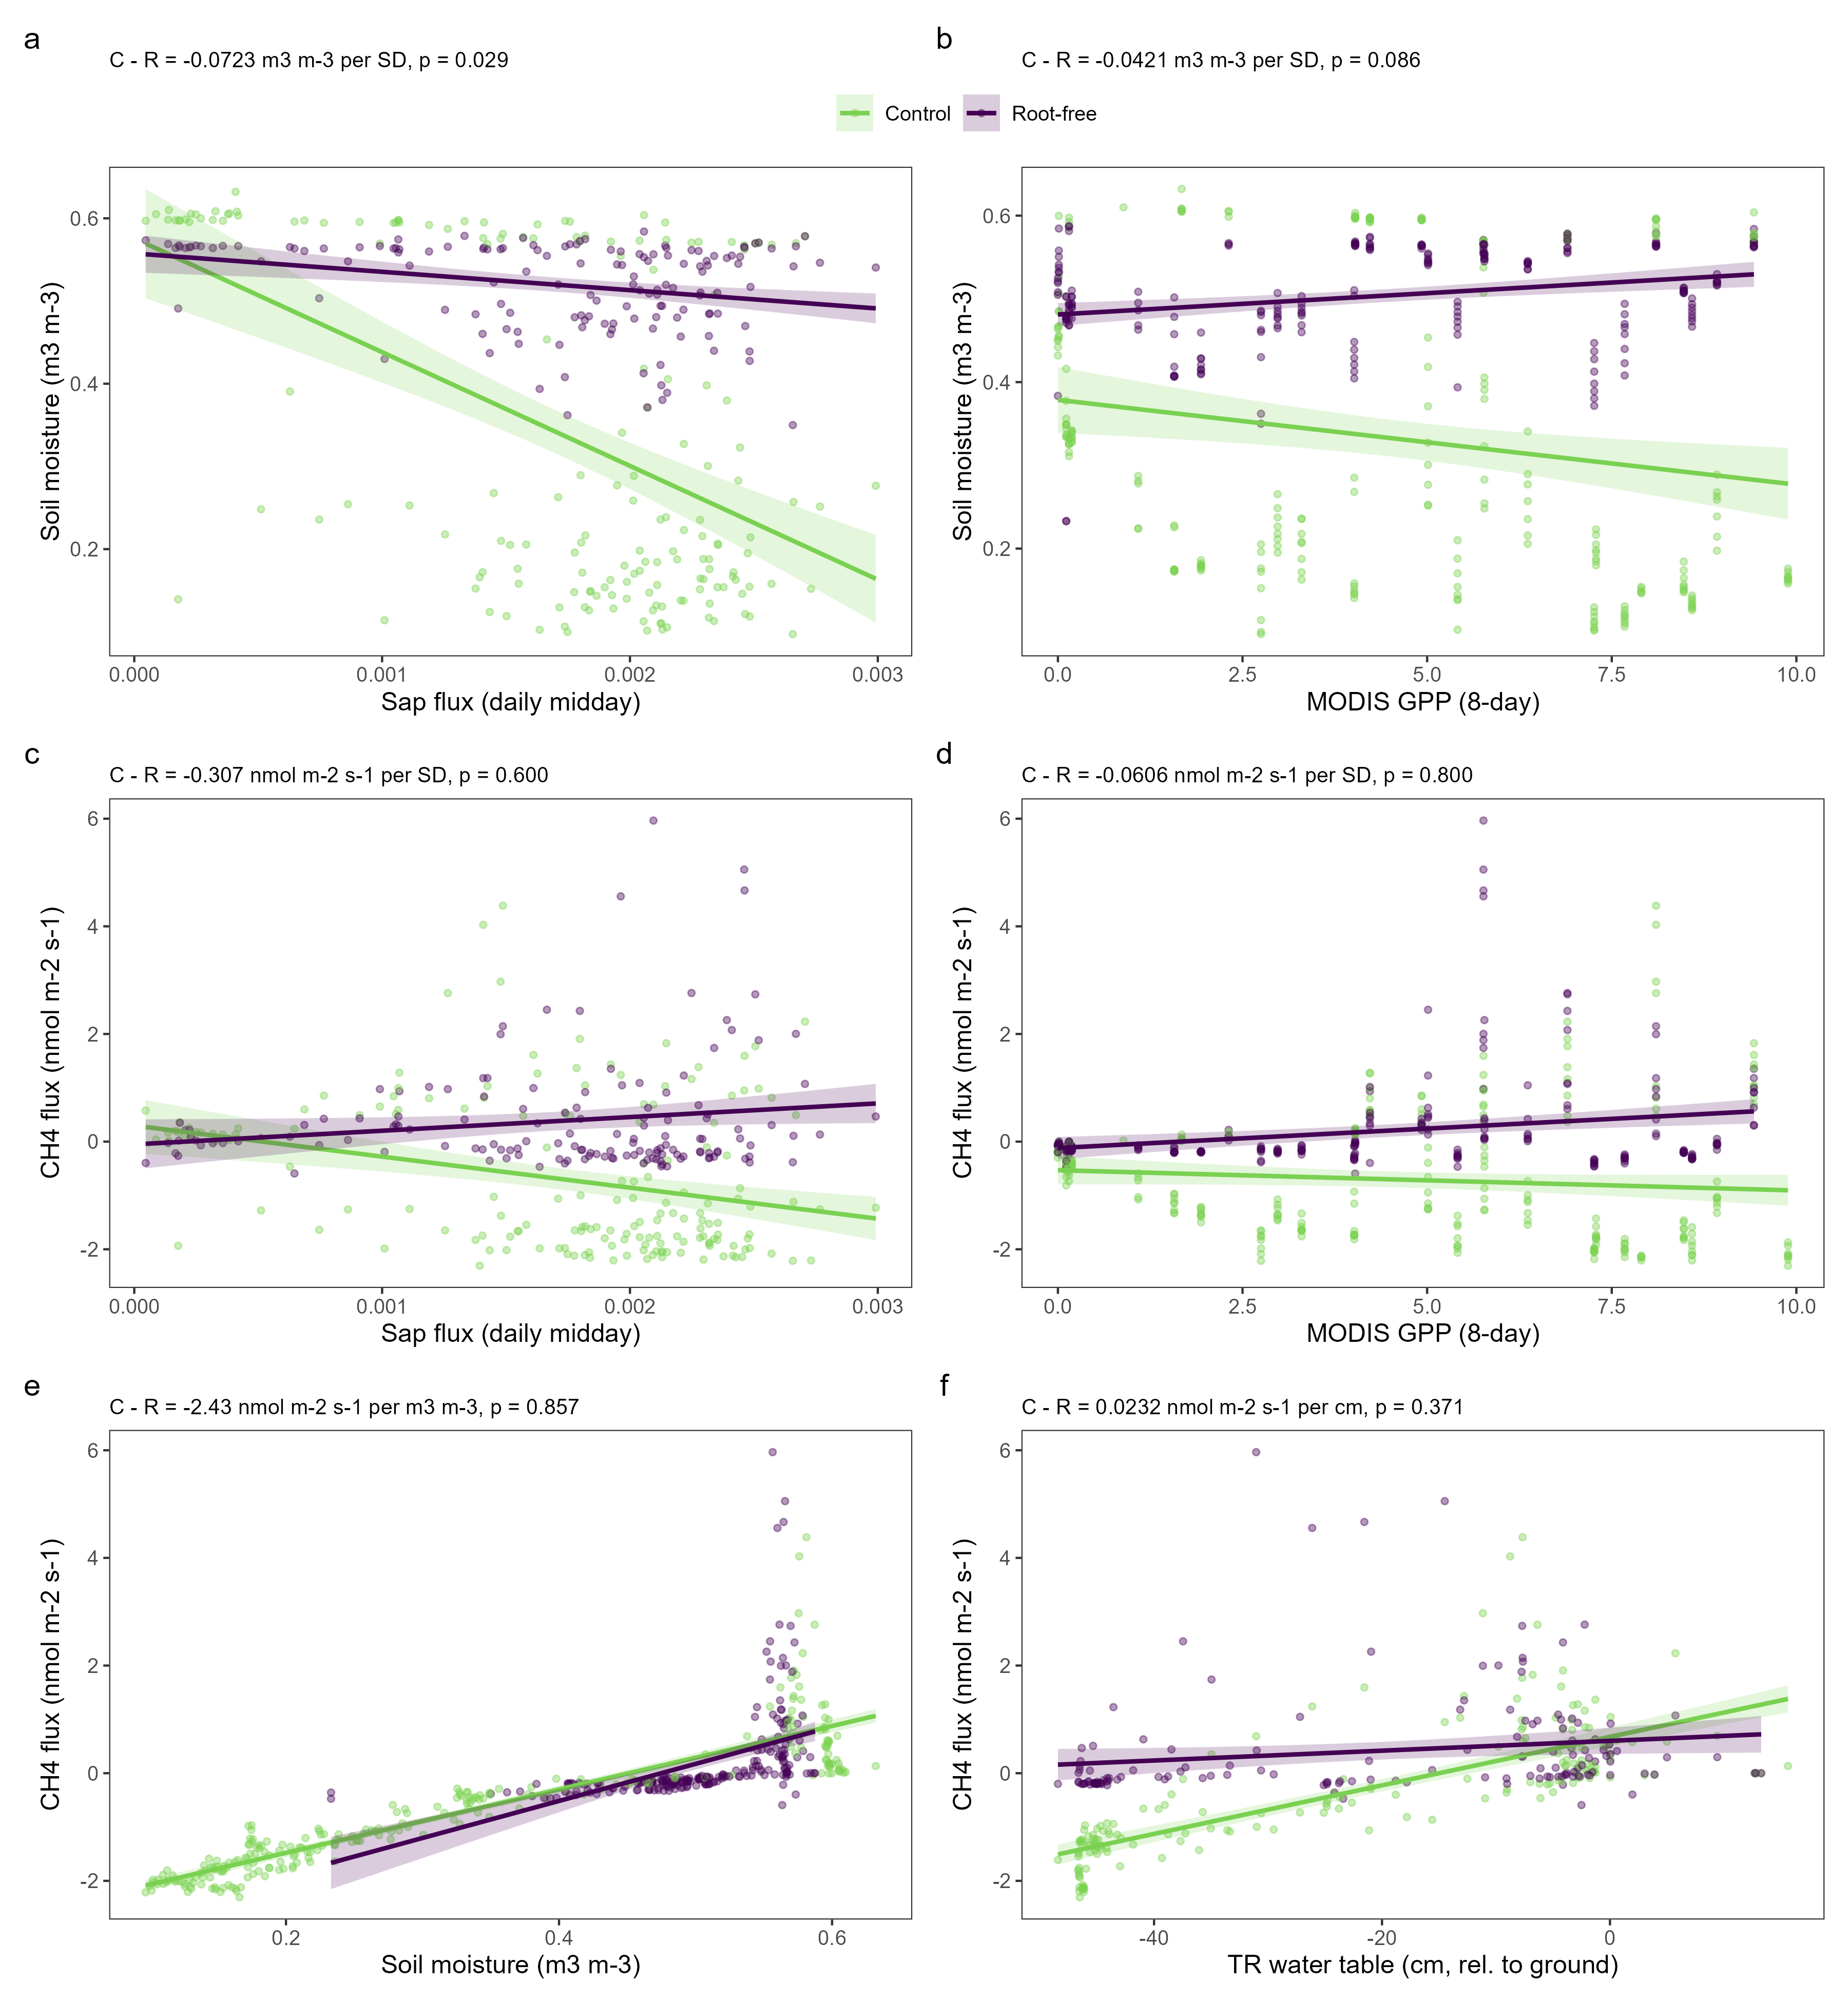 a
C - R = -0.0723 m3 m-3 per SD, p = 0.029
b
C - R = -0.0421 m3 m-3 per SD, p = 0.086
Control
Root-free
Soil moisture (m3 m-3)
0.6
0.4
0.2
0.000 0.001 0.002 0.003
Sap flux (daily midday)
Soil moisture (m3 m-3)
0.6
0.4
0.2
0.0 2.5 5.0 7.5 10.0
MODIS GPP (8-day)
c
C - R = -0.307 nmol m-2 s-1 per SD, p = 0.600
CH4 flux (nmol m-2 s-1)
6
4
2
0
-2
0.000 0.001 0.002 0.003
Sap flux (daily midday)
d
C - R = -0.0606 nmol m-2 s-1 per SD, p = 0.800
CH4 flux (nmol m-2 s-1)
6
4
2
0
-2
0.0 2.5 5.0 7.5 10.0
MODIS GPP (8-day)
e
C - R = -2.43 nmol m-2 s-1 per m3 m-3, p = 0.857
CH4 flux (nmol m-2 s-1)
6
4
2
0
-2
0.2 0.4 0.6
Soil moisture (m3 m-3)
f
C - R = 0.0232 nmol m-2 s-1 per cm, p = 0.371
CH4 flux (nmol m-2 s-1)
6
4
2
0
-2
-40 -20 0
TR water table (cm, rel. to ground)